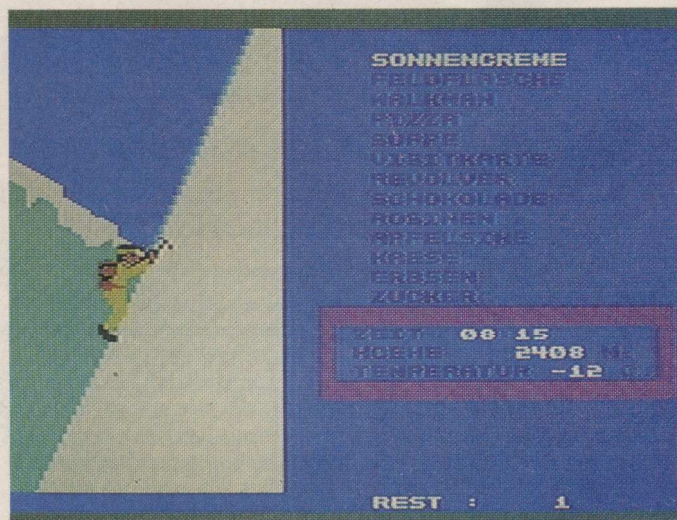 SONNENCREME
FELDFLASCHE
WALKMAN
PIZZA
SUPPE
VISITKARTE
REVOLVER
SCHOKOLADE
ROSINEN
APFELSINE
KAESE
ERBSEN
ZUCKER
ZEIT: 08:15
HOEHE: 2408 M.
TEMPERATUR -12 C.
REST : 1